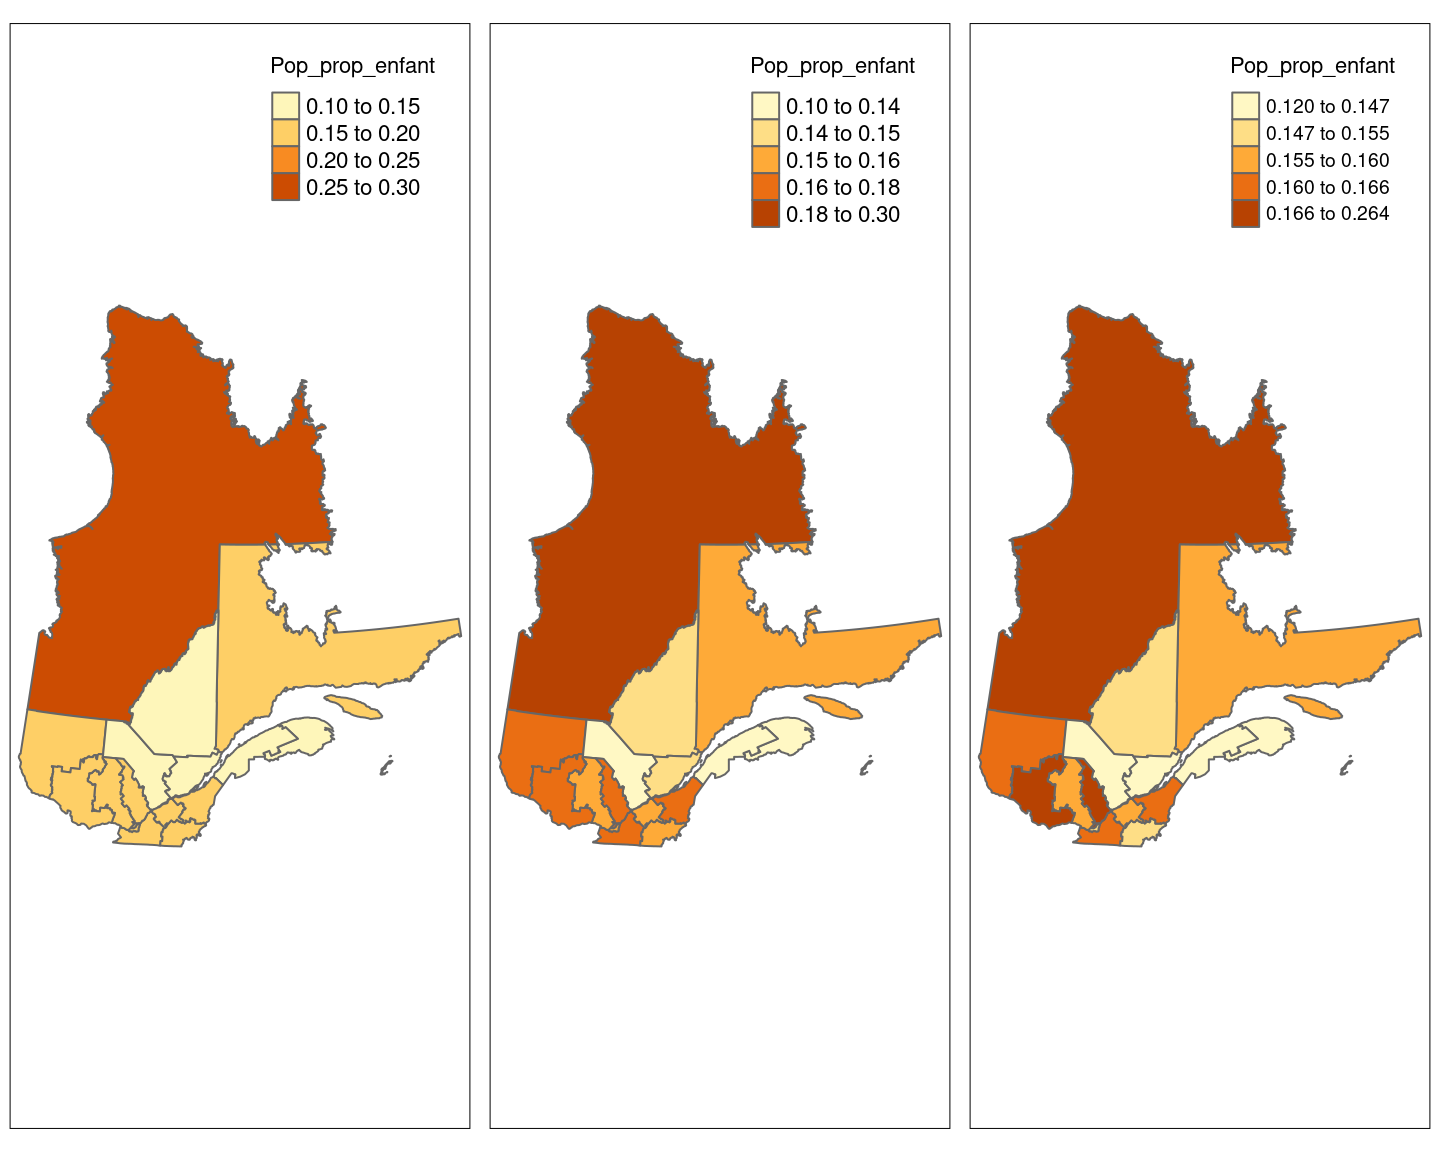 Pop_prop_enfant
0.10 to 0.15
0.15 to 0.20
0.20 to 0.25
0.25 to 0.30
Pop_prop_enfant
0.10 to 0.14
0.14 to 0.15
0.15 to 0.16
0.16 to 0.18
0.18 to 0.30
Pop_prop_enfant
0.120 to 0.147
0.147 to 0.155
0.155 to 0.160
0.160 to 0.166
0.166 to 0.264